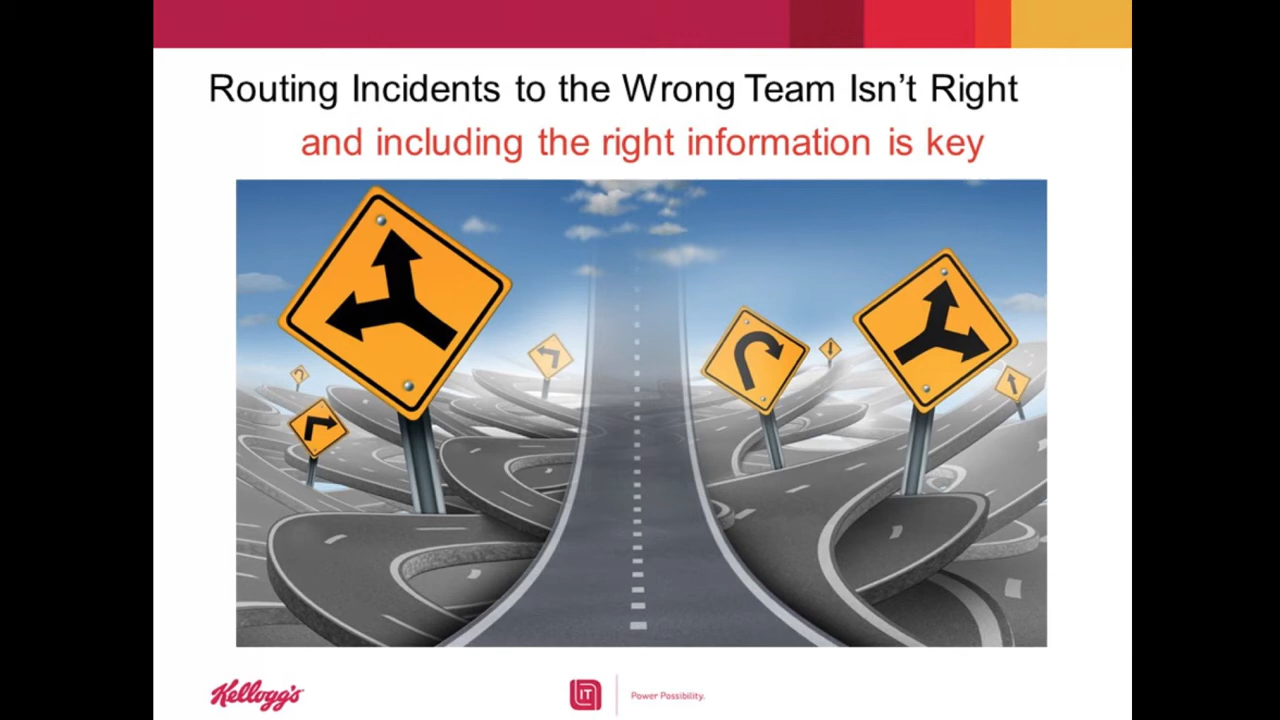 Routing Incidents to the Wrong Team Isn't Right
and including the right information is key
Kellogg's
IT
Power Possibility.